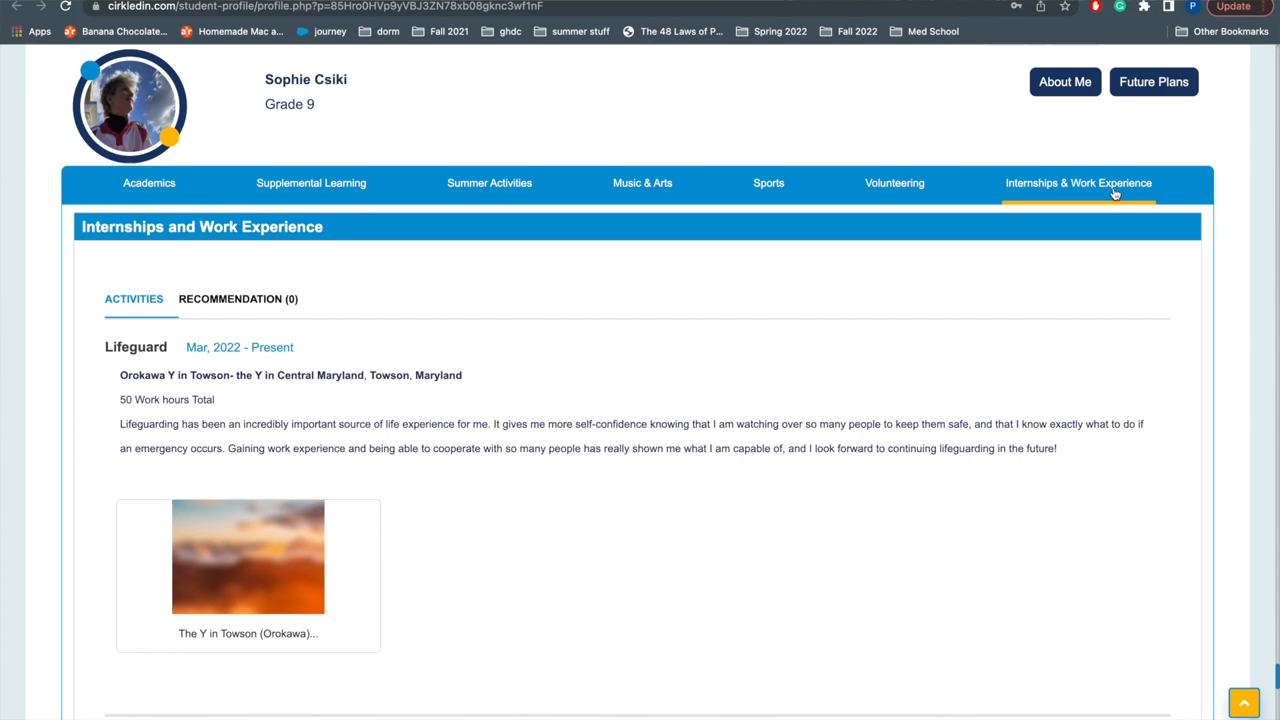 cirkledin.com/student-profile/profile.php?p=85Hro0HVp9yVBJ3ZN78xb08gknc3wf1nF
Update
Apps Banana Chocolate... Homemade Mac a... journey dorm Fall 2021 ghdc summer stuff The 48 Laws of P... Spring 2022 Fall 2022 Med School Other Bookmarks
Sophie Csiki
Grade 9
About Me Future Plans
Academics Supplemental Learning Summer Activities Music & Arts Sports Volunteering Internships & Work Experience
Internships and Work Experience
ACTIVITIES RECOMMENDATION (0)
Lifeguard Mar, 2022 - Present
Orokawa Y in Towson- the Y in Central Maryland, Towson, Maryland
50 Work hours Total
Lifeguarding has been an incredibly important source of life experience for me. It gives me more self-confidence knowing that I am watching over so many people to keep them safe, and that I know exactly what to do if
an emergency occurs. Gaining work experience and being able to cooperate with so many people has really shown me what I am capable of, and I look forward to continuing lifeguarding in the future!
The Y in Towson (Orokawa)...